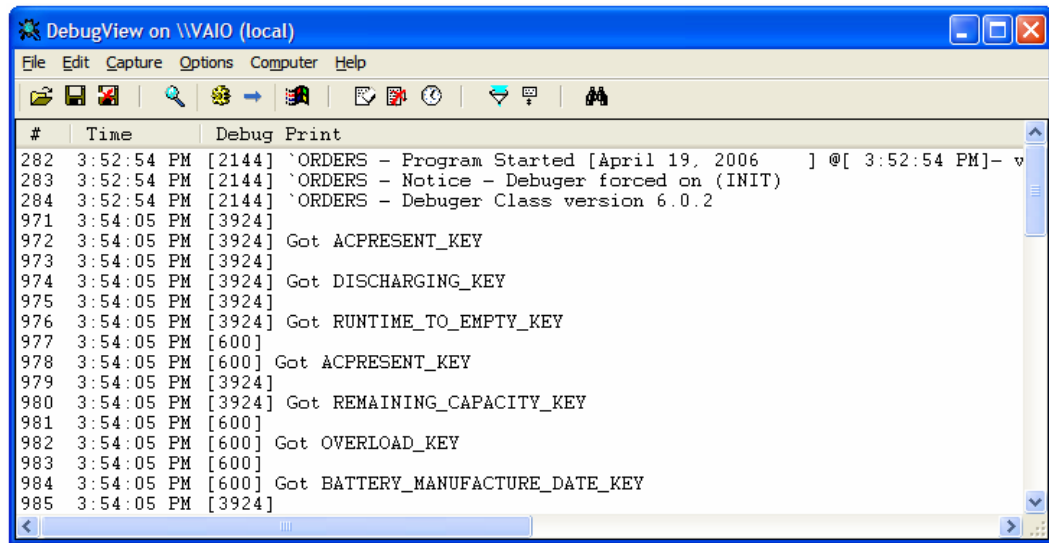 DebugView on \\VAIO (local)
File Edit Capture Options Computer Help
# Time Debug Print
282 3:52:54 PM [2144] `ORDERS - Program Started [April 19, 2006 ] @[ 3:52:54 PM]- v
283 3:52:54 PM [2144] `ORDERS - Notice - Debuger forced on (INIT)
284 3:52:54 PM [2144] `ORDERS - Debuger Class version 6.0.2
971 3:54:05 PM [3924]
972 3:54:05 PM [3924] Got ACPRESENT_KEY
973 3:54:05 PM [3924]
974 3:54:05 PM [3924] Got DISCHARGING_KEY
975 3:54:05 PM [3924]
976 3:54:05 PM [3924] Got RUNTIME_TO_EMPTY_KEY
977 3:54:05 PM [600]
978 3:54:05 PM [600] Got ACPRESENT_KEY
979 3:54:05 PM [3924]
980 3:54:05 PM [3924] Got REMAINING_CAPACITY_KEY
981 3:54:05 PM [600]
982 3:54:05 PM [600] Got OVERLOAD_KEY
983 3:54:05 PM [600]
984 3:54:05 PM [600] Got BATTERY_MANUFACTURE_DATE_KEY
985 3:54:05 PM [3924]